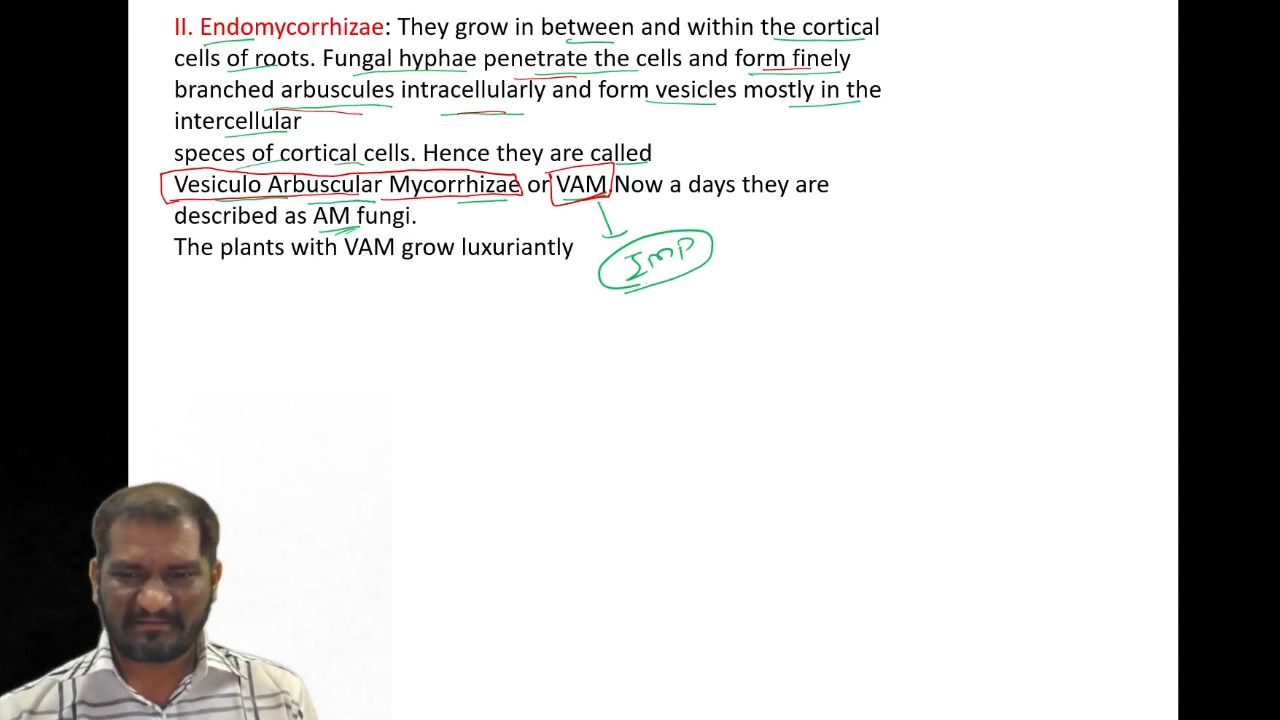 II. Endomycorrhizae: They grow in between and within the cortical
cells of roots. Fungal hyphae penetrate the cells and form finely
branched arbuscules intracellularly and form vesicles mostly in the
intercellular
speces of cortical cells. Hence they are called
Vesiculo Arbuscular Mycorrhizae or VAM.Now a days they are
described as AM fungi.
The plants with VAM grow luxuriantly
Imp